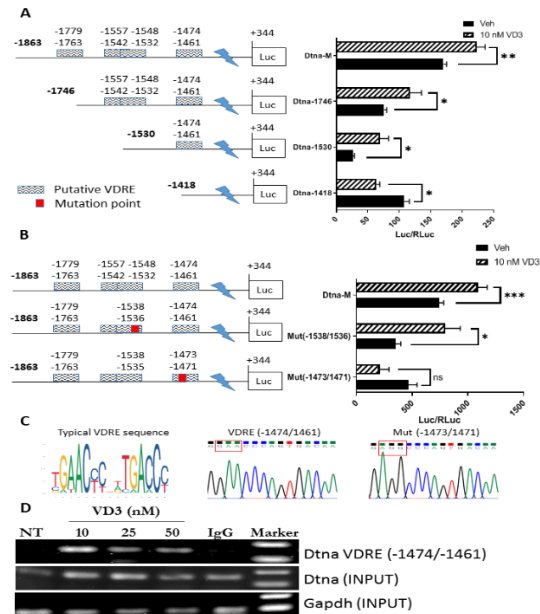 A
-1863
-1779
-1763
-1557 -1548
-1542 -1532
-1474
-1461
+344
Luc
-1746
-1557 -1548
-1542 -1532
-1474
-1461
+344
Luc
-1530
-1474
-1461
+344
Luc
-1418
+344
Luc
Putative VDRE
Mutation point
Veh
10 nM VD3
Dtna-M
**
Dtna-1746
*
Dtna-1530
*
Dtna-1418
*
0 50 100 150 200 250
Luc/RLuc
B
-1863
-1779
-1763
-1557 -1548
-1542 -1532
-1474
-1461
+344
Luc
-1863
-1779
-1763
-1538
-1536
-1474
-1461
+344
Luc
-1863
-1779
-1763
-1538
-1535
-1473
-1471
+344
Luc
Veh
10 nM VD3
Dtna-M
***
Mut(-1538/1536)
*
Mut(-1473/1471)
ns
0 500 1000 1500
Luc/RLuc
C
Typical VDRE sequence
VDRE (-1474/1461)
Mut (-1473/1471)
D
VD3 (nM)
NT 10 25 50 IgG Marker
Dtna VDRE (-1474/-1461)
Dtna (INPUT)
Gapdh (INPUT)